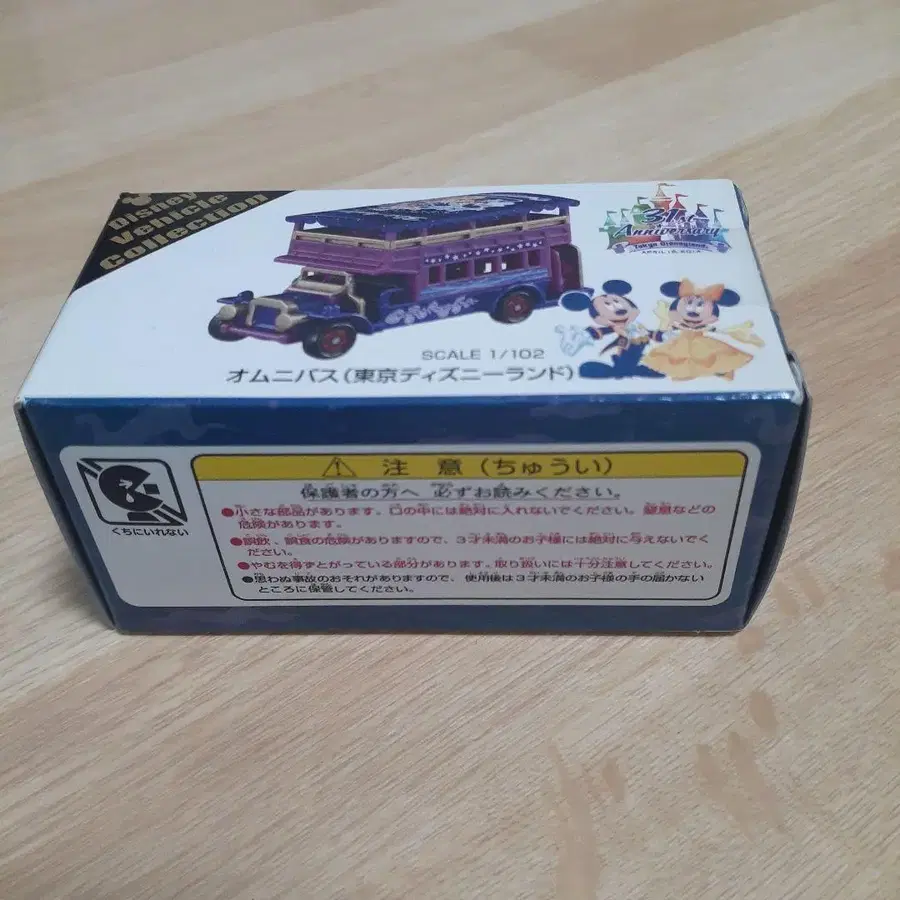 Disney
Vehicle
Collection
31st
Anniversary
Tokyo Disneyland
APRIL 15, 2014
SCALE 1/102
オムニバス(東京ディズニーランド)
くちにいれない
注 意(ちゅうい)
保護者の方へ 必ずお読みください。
●小さな部品があります。口の中には絶対に入れないでください。窒息などの
危険があります。
●誤飲、誤食の危険がありますので、3才未満のお子様には絶対に与えないでく
ださい。
●やむを得ずとがっている部分があります。取り扱いには十分注意してください。
●思わぬ事故のおそれがありますので、使用後は3才未満のお子様の手の届かない
ところに保管してください。